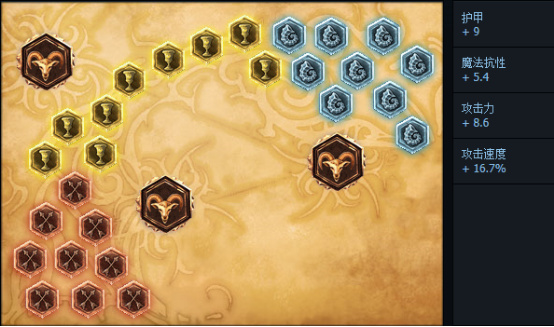 护甲
+ 9
魔法抗性
+ 5.4
攻击力
+ 8.6
攻击速度
+ 16.7%